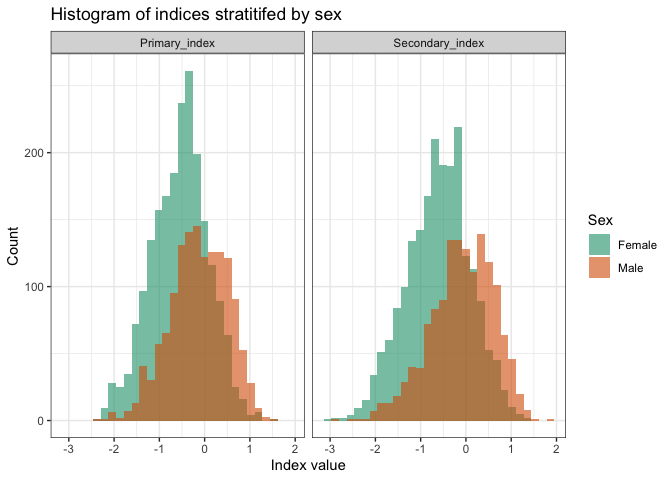 Histogram of indices stratitifed by sex
Primary_index
Secondary_index
Count
200
100
0
-3 -2 -1 0 1 2
-3 -2 -1 0 1 2
Index value
Sex
Female
Male